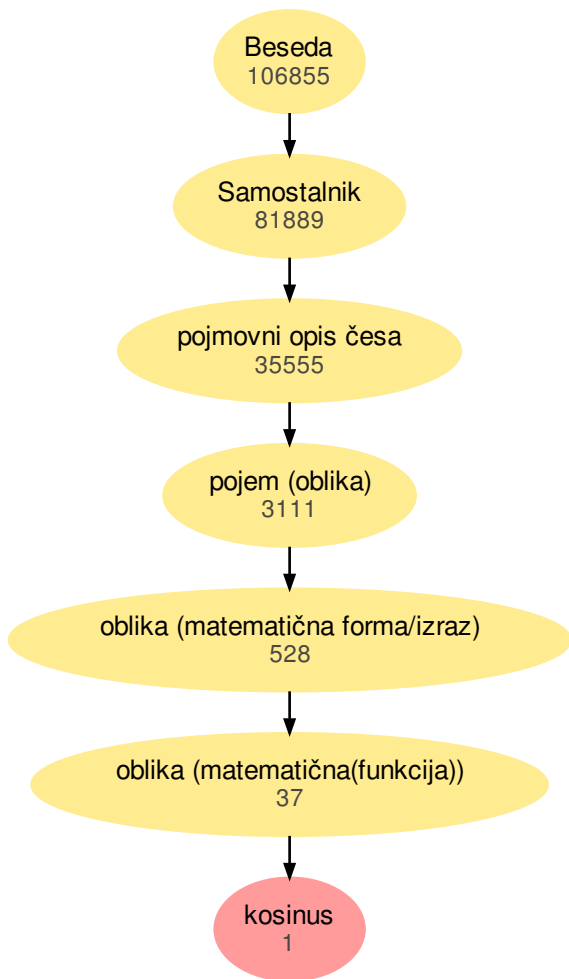 Beseda
106855
Samostalnik
81889
pojmovni opis česa
35555
pojem (oblika)
3111
oblika (matematična forma/izraz)
528
oblika (matematična(funkcija))
37
kosinus
1